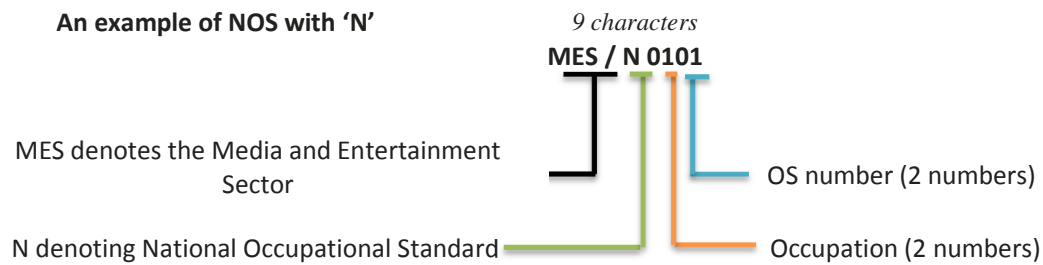 An example of NOS with ‘N’
9 characters
MES / N 0101
MES denotes the Media and Entertainment
Sector
OS number (2 numbers)
N denoting National Occupational Standard
Occupation (2 numbers)